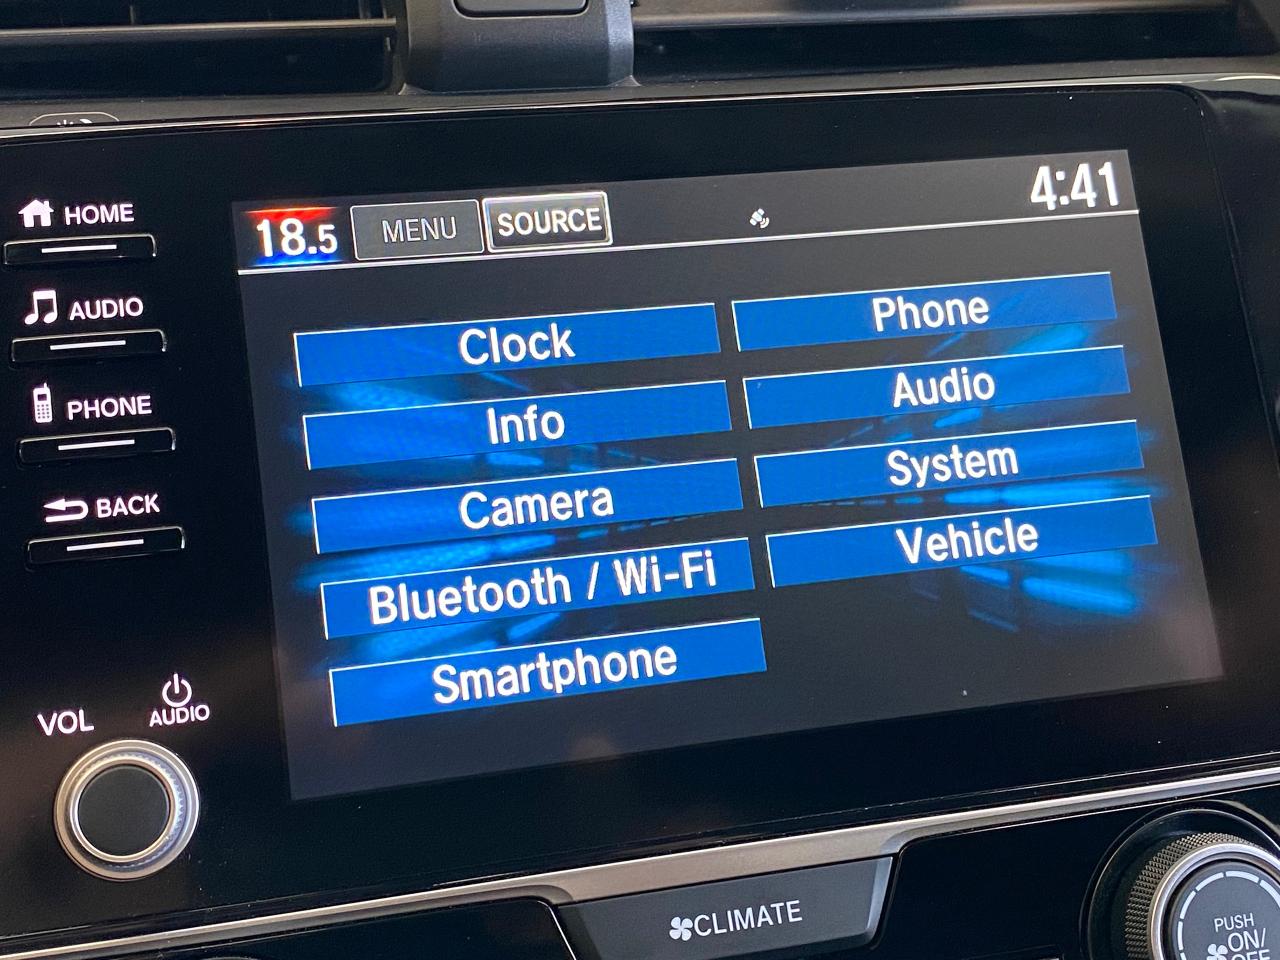 HOME
AUDIO
PHONE
BACK
VOL
AUDIO
18.5
MENU
SOURCE
4:41
Clock
Phone
Info
Audio
Camera
System
Bluetooth / Wi-Fi
Vehicle
Smartphone
CLIMATE
PUSH
ON/
OFF